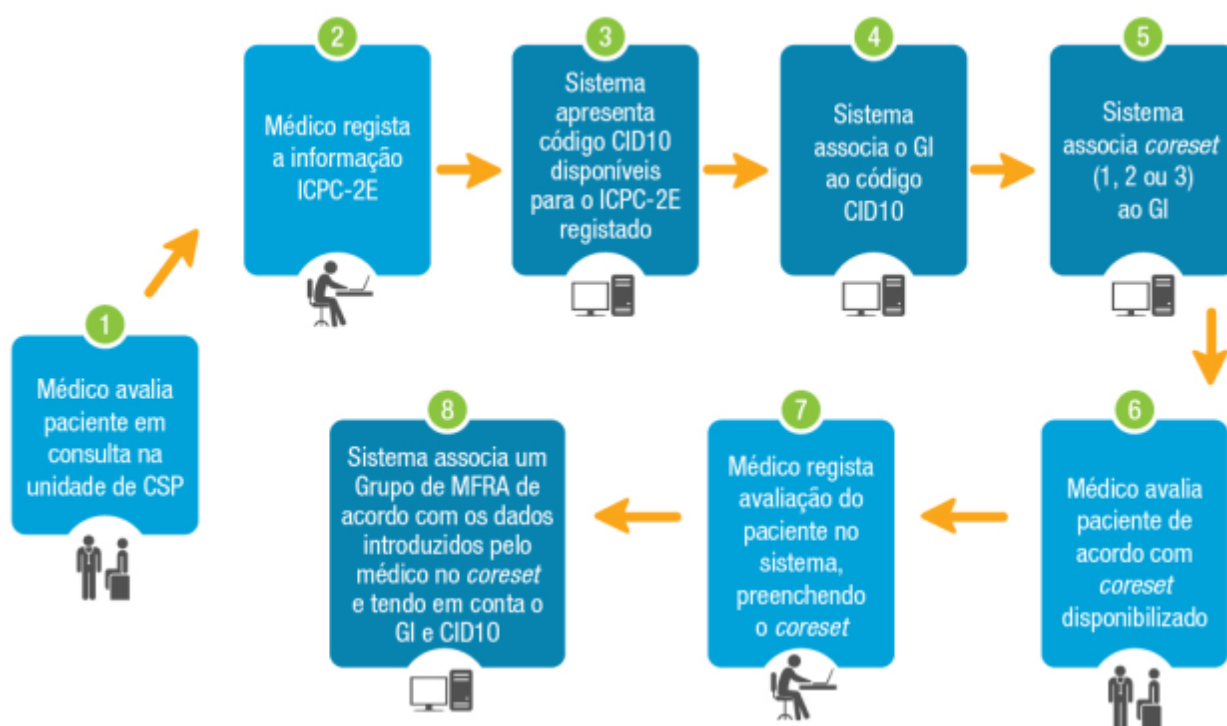 1
Médico avalia
paciente em
consulta na
unidade de CSP
2
Médico regista
a informação
ICPC-2E
3
Sistema
apresenta
código CID10
disponíveis
para o ICPC-2E
registado
4
Sistema
associa o GI
ao código
CID10
5
Sistema
associa coreset
(1, 2 ou 3)
ao GI
6
Médico avalia
paciente de
acordo com
coreset
disponibilizado
7
Médico regista
avaliação do
paciente no
sistema,
preenchendo
o coreset
8
Sistema associa um
Grupo de MFRA de
acordo com os dados
introduzidos pelo
médico no coreset
e tendo em conta o
GI e CID10